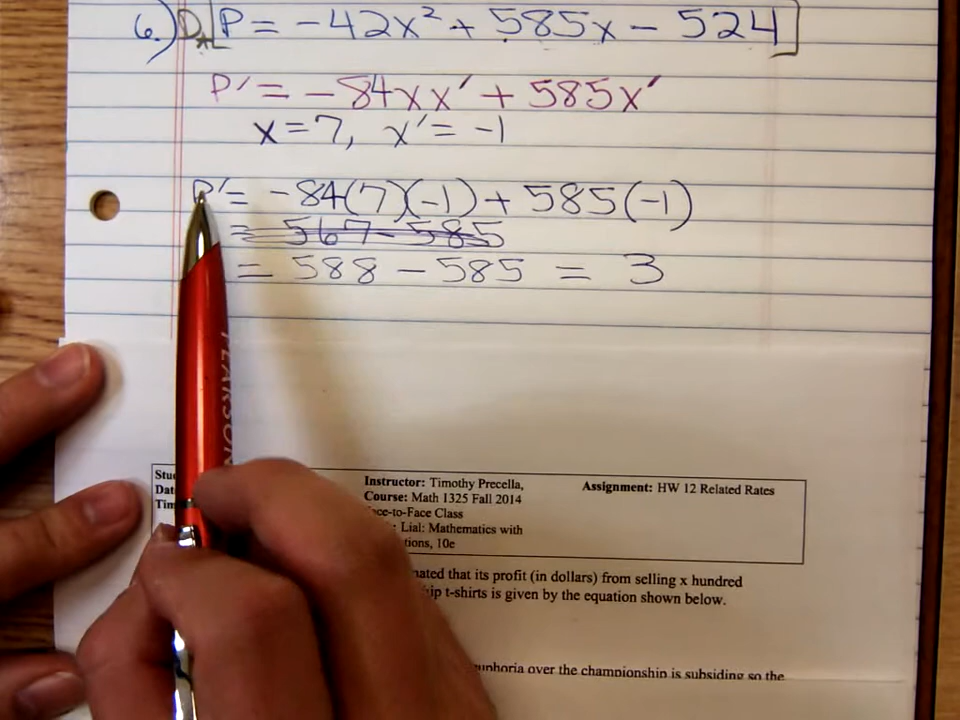 6.) Dₓ[P = -42x² + 585x - 524]
P' = -84xx' + 585x'
x = 7, x' = -1
P' = -84(7)(-1) + 585(-1)
= 567 - 585
= 588 - 585 = 3
PEARSON
Instructor: Timothy Precella,
Course: Math 1325 Fall 2014
Face-to-Face Class
Lial: Mathematics with
10e
Assignment: HW 12 Related Rates
that its profit (in dollars) from selling x hundred
t-shirts is given by the equation shown below.
euphoria over the championship is subsiding so the